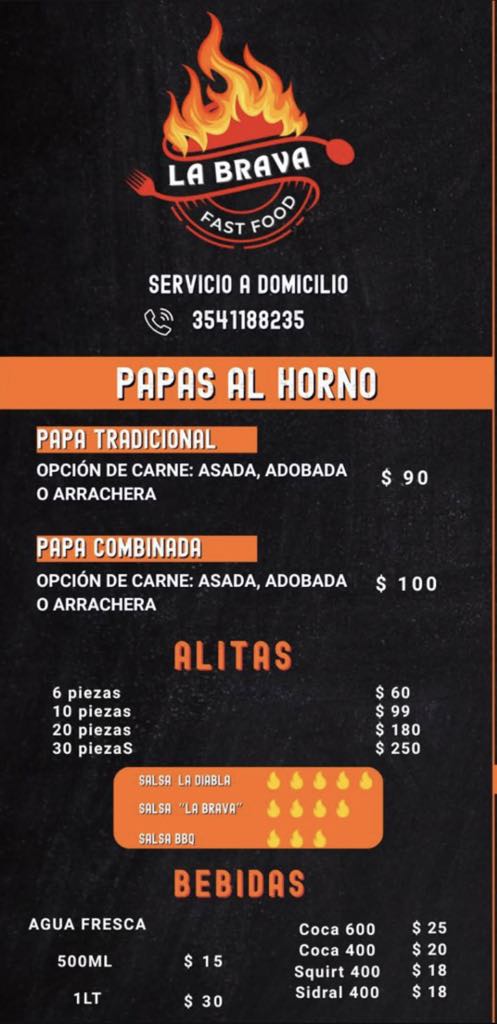 LA BRAVA
FAST FOOD
SERVICIO A DOMICILIO
3541188235
PAPAS AL HORNO
PAPA TRADICIONAL
OPCIÓN DE CARNE: ASADA, ADOBADA
O ARRACHERA
$ 90
PAPA COMBINADA
OPCIÓN DE CARNE: ASADA, ADOBADA
O ARRACHERA
$ 100
ALITAS
6 piezas $ 60
10 piezas $ 99
20 piezas $ 180
30 piezaS $ 250
SALSA LA DIABLA
SALSA "LA BRAVA"
SALSA BBQ
BEBIDAS
AGUA FRESCA
500ML $ 15
1LT $ 30
Coca 600 $ 25
Coca 400 $ 20
Squirt 400 $ 18
Sidral 400 $ 18